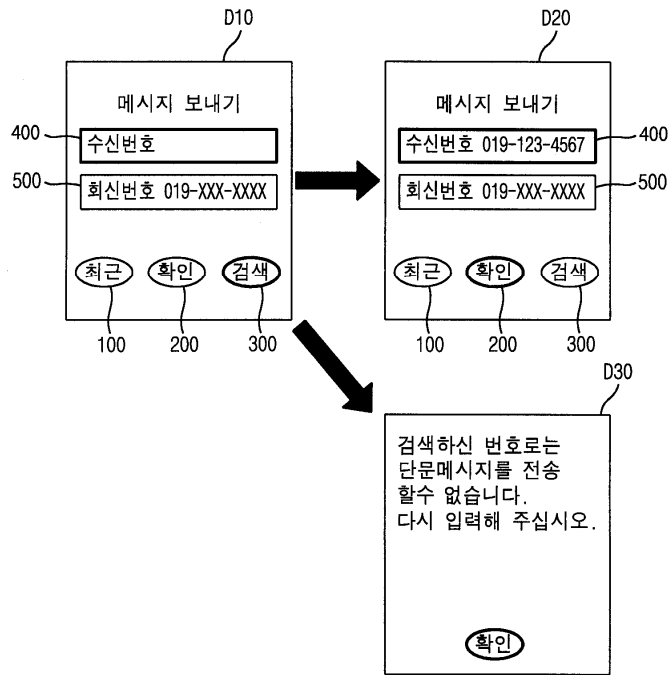 D10
메시지 보내기
400
수신번호
500
회신번호 019-XXX-XXXX
최근
확인
검색
100
200
300
D20
메시지 보내기
수신번호 019-123-4567
400
회신번호 019-XXX-XXXX
500
최근
확인
검색
100
200
300
D30
검색하신 번호로는
단문메시지를 전송
할수 없습니다.
다시 입력해 주십시오.
확인